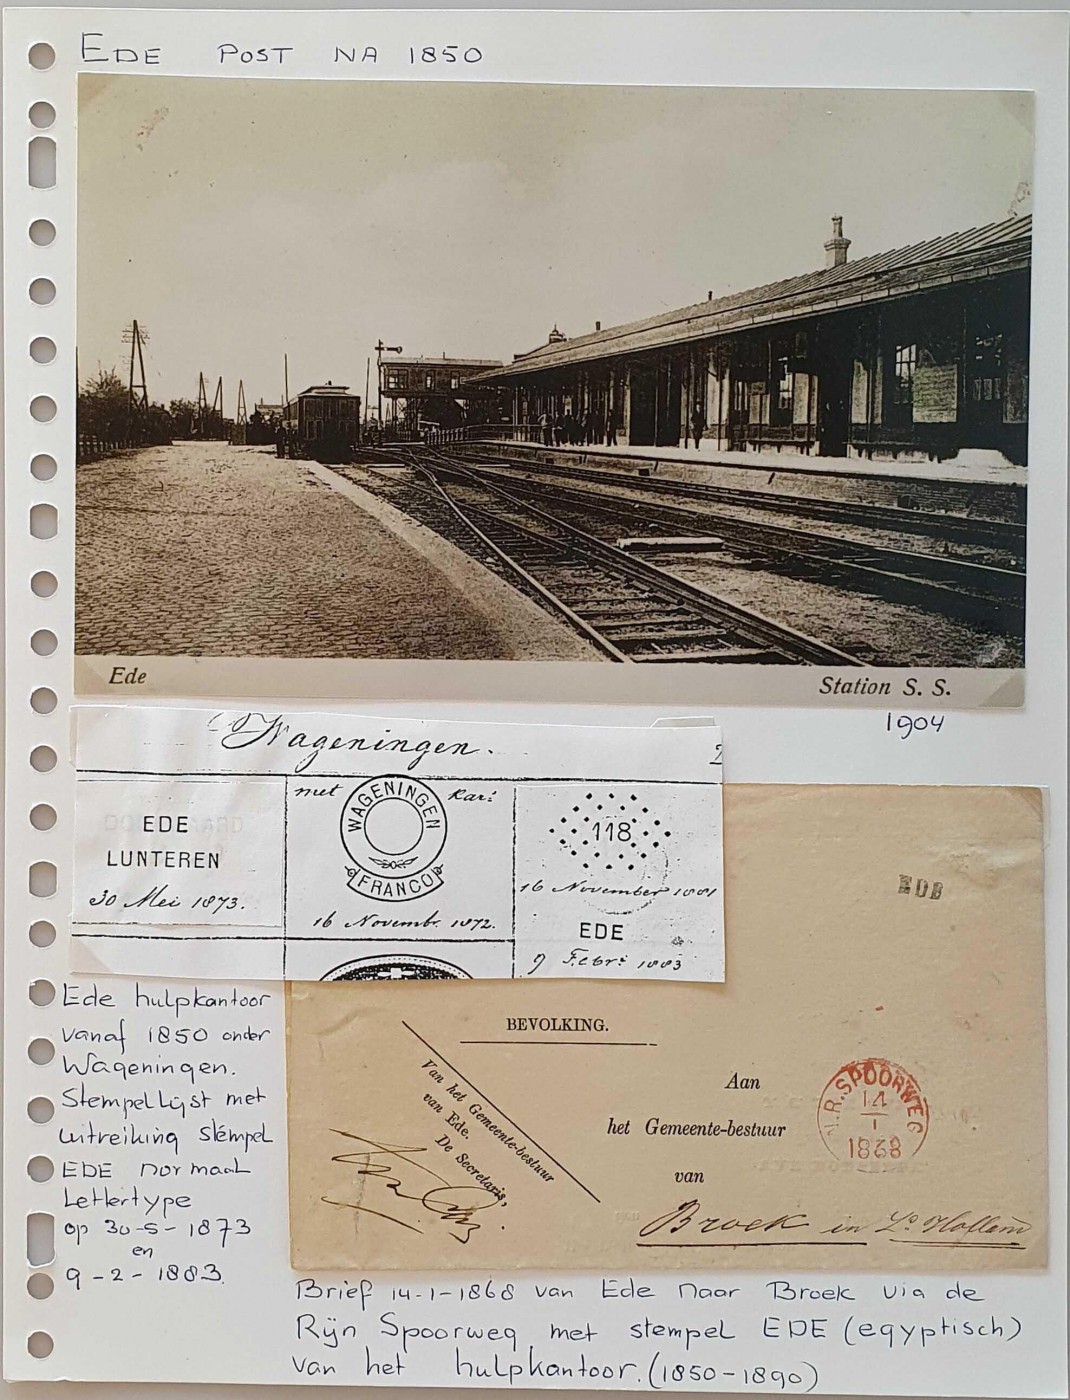 EDE POST NA 1850
Ede
Station S. S.
1904
Wageningen.
EDE
LUNTEREN
30 Mei 1873.
met
WAGENINGEN
FRANCO
Kar:
16 Novembr. 1872.
118
16 November 1881
EDE
9 Febri 1883
EDE
BEVOLKING.
Van het Gemeente-bestuur
van Ede.
De Secretaris,
Aan
het Gemeente-bestuur
van
Broek in
N.R.SPOORWEG
14
1
1868
Ede hulpkantoor
vanaf 1850 onder
Wageningen.
Stempellijst met
uitreiking stempel
EDE normaal
Lettertype
op 30-5-1873
en
9-2-1883.
Brief 14-1-1868 van Ede naar Broek via de
Rijn Spoorweg met stempel EDE (egyptisch)
van het hulpkantoor. (1850-1890)